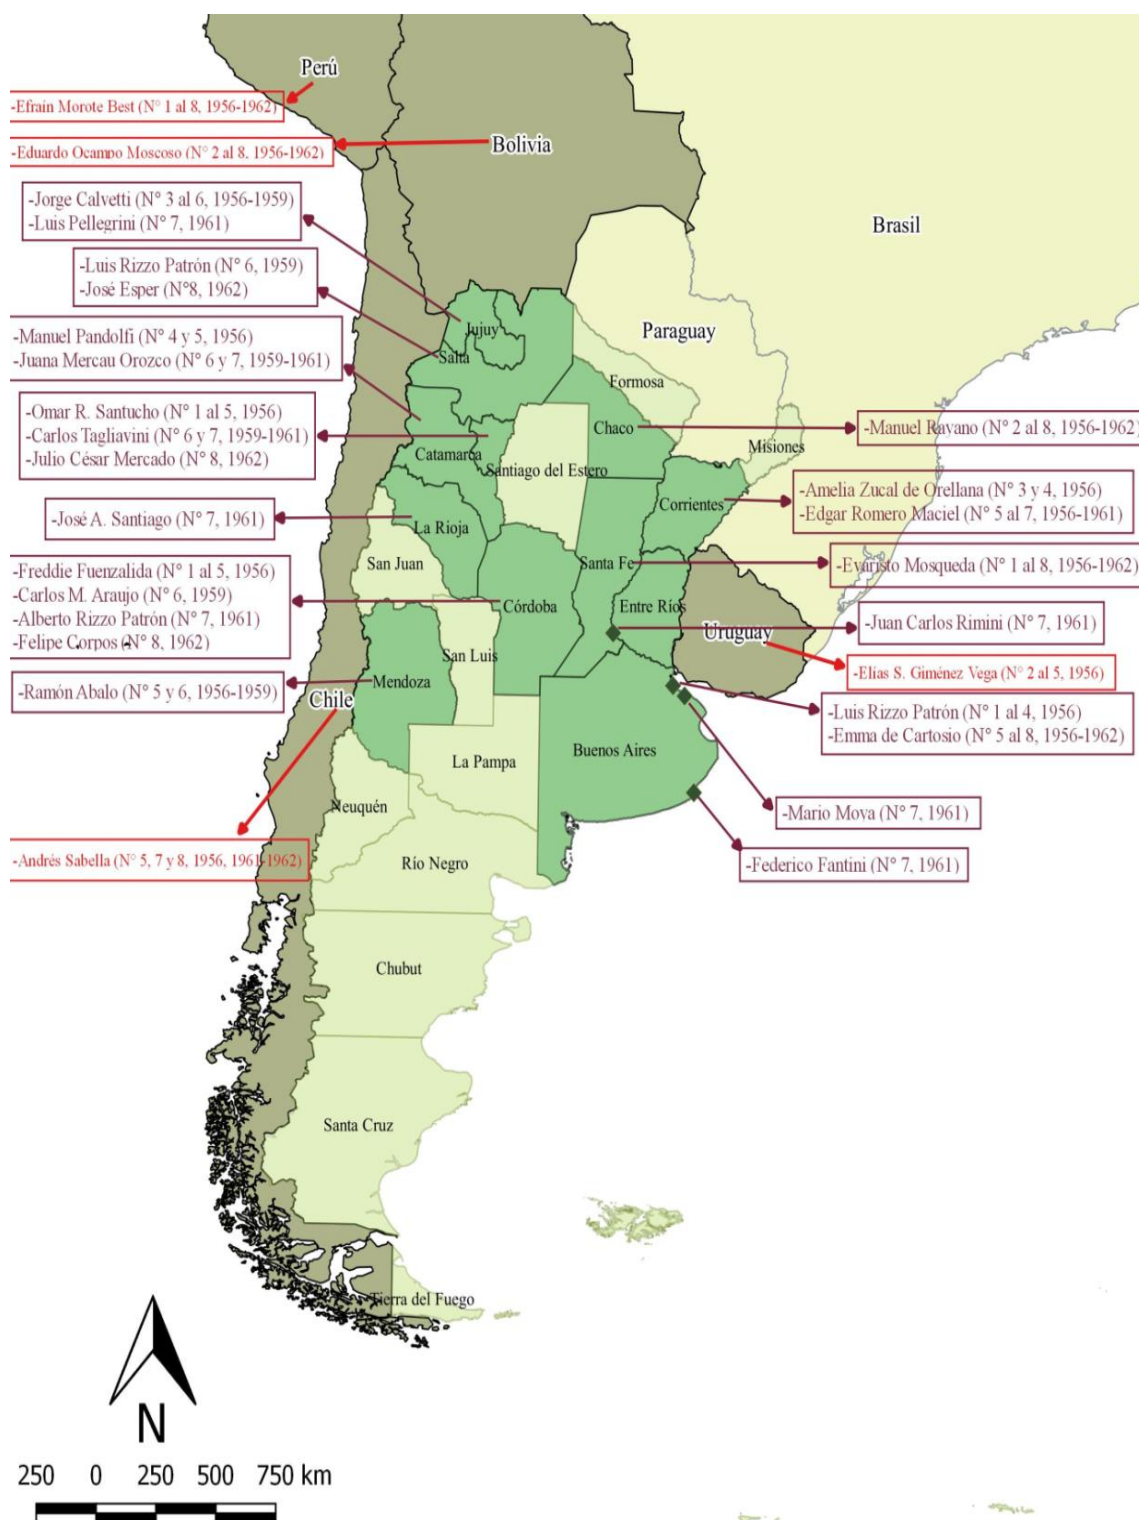 Perú
-Efraín Morote Best (N° 1 al 8, 1956-1962)
Bolivia
-Eduardo Ocampo Moscoso (N° 2 al 8, 1956-1962)
-Jorge Calvetti (N° 3 al 6, 1956-1959)
-Luis Pellegrini (N° 7, 1961)
Brasil
-Luis Rizzo Patrón (N° 6, 1959)
-José Esper (N°8, 1962)
Jujuy
Paraguay
-Manuel Pandolfi (N° 4 y 5, 1956)
-Juana Mercau Orozco (N° 6 y 7, 1959-1961)
Salta
Formosa
-Omar R. Santucho (N° 1 al 5, 1956)
-Carlos Tagliavini (N° 6 y 7, 1959-1961)
-Julio César Mercado (N° 8, 1962)
Chaco
-Manuel Rayano (N° 2 al 8, 1956-1962)
Misiones
Catamarca
Santiago del Estero
-Amelia Zucal de Orellana (N° 3 y 4, 1956)
-Edgar Romero Maciel (N° 5 al 7, 1956-1961)
Corrientes
-José A. Santiago (N° 7, 1961)
La Rioja
San Juan
Santa Fe
-Evaristo Mosqueda (N° 1 al 8, 1956-1962)
-Freddie Fuenzalida (N° 1 al 5, 1956)
-Carlos M. Araujo (N° 6, 1959)
-Alberto Rizzo Patrón (N° 7, 1961)
-Felipe Corpos (N° 8, 1962)
Córdoba
Entre Ríos
-Juan Carlos Rimini (N° 7, 1961)
Uruguay
San Luis
-Elías S. Giménez Vega (N° 2 al 5, 1956)
-Ramón Abalo (N° 5 y 6, 1956-1959)
Mendoza
Chile
-Luis Rizzo Patrón (N° 1 al 4, 1956)
-Emma de Cartosio (N° 5 al 8, 1956-1962)
Buenos Aires
La Pampa
Neuquén
-Mario Mova (N° 7, 1961)
-Andrés Sabella (N° 5, 7 y 8, 1956, 1961-1962)
Río Negro
-Federico Fantini (N° 7, 1961)
Chubut
Santa Cruz
Tierra del Fuego
N
250 0 250 500 750 km